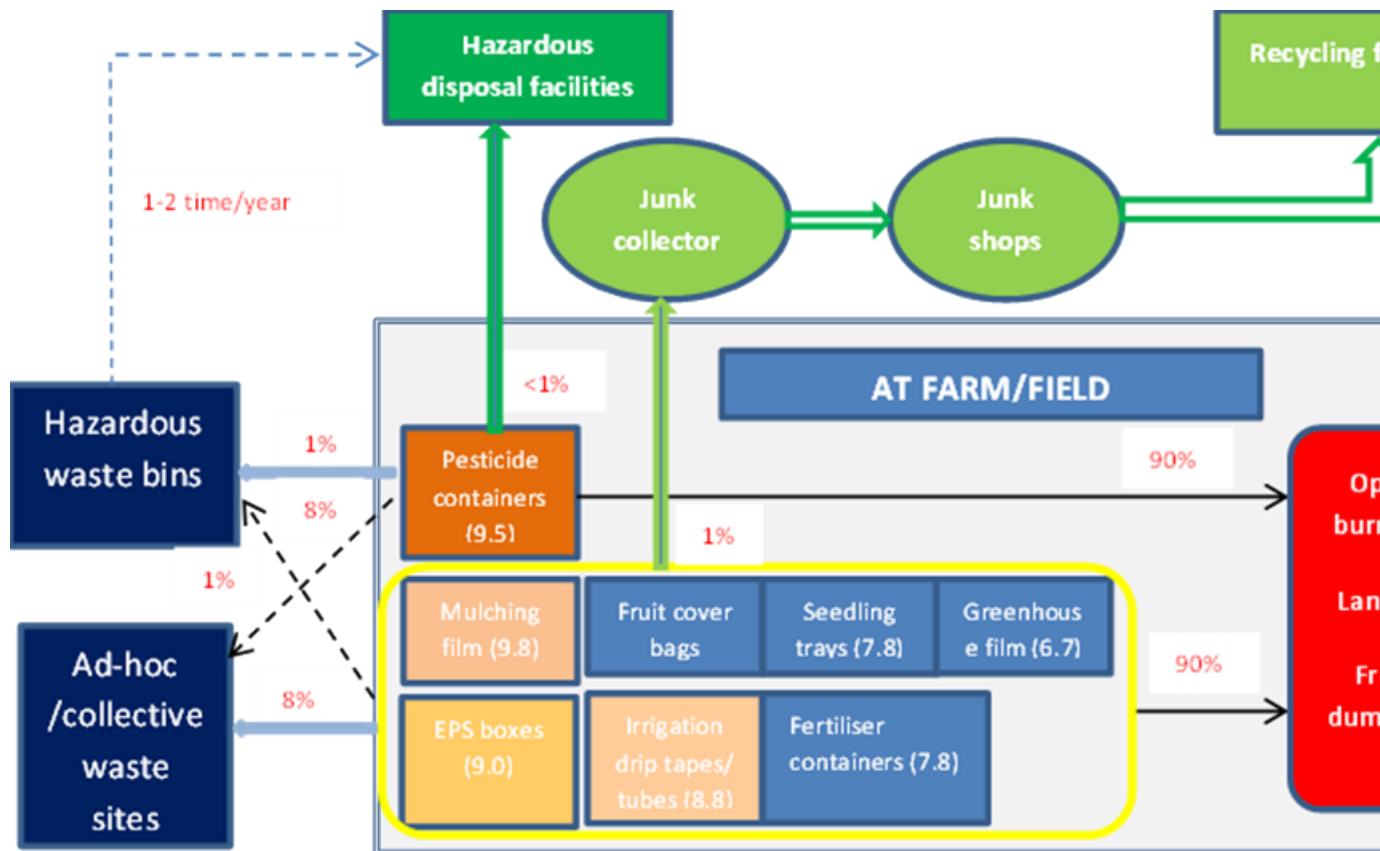 Hazardous
disposal facilities
Recycling
1-2 time/year
Junk
collector
Junk
shops
<1%
AT FARM/FIELD
Hazardous
waste bins
1%
8%
Pesticide
containers
(9.5)
90%
1%
1%
Mulching
film (9.8)
Fruit cover
bags
Seedling
trays (7.8)
Greenhous
e film (6.7)
90%
Ad-hoc
/collective
waste
sites
8%
EPS boxes
(9.0)
Irrigation
drip tapes/
tubes (8.8)
Fertiliser
containers (7.8)